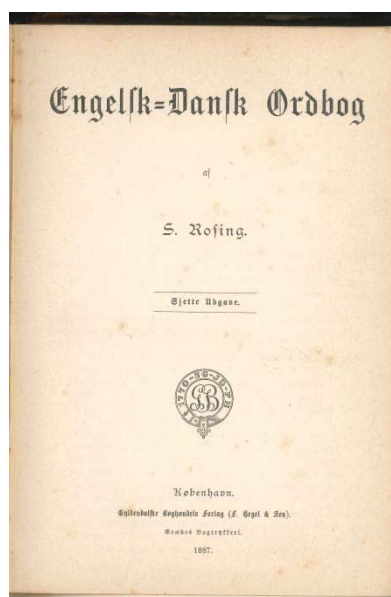 Engelſk=Danſk Ordbog
af
S. Roſing.
Sjette Udgave.
København.
Gyldendalſke Boghandels Forlag (F. Hegel & Søn).
Græbes Bogtrykkeri.
1887.